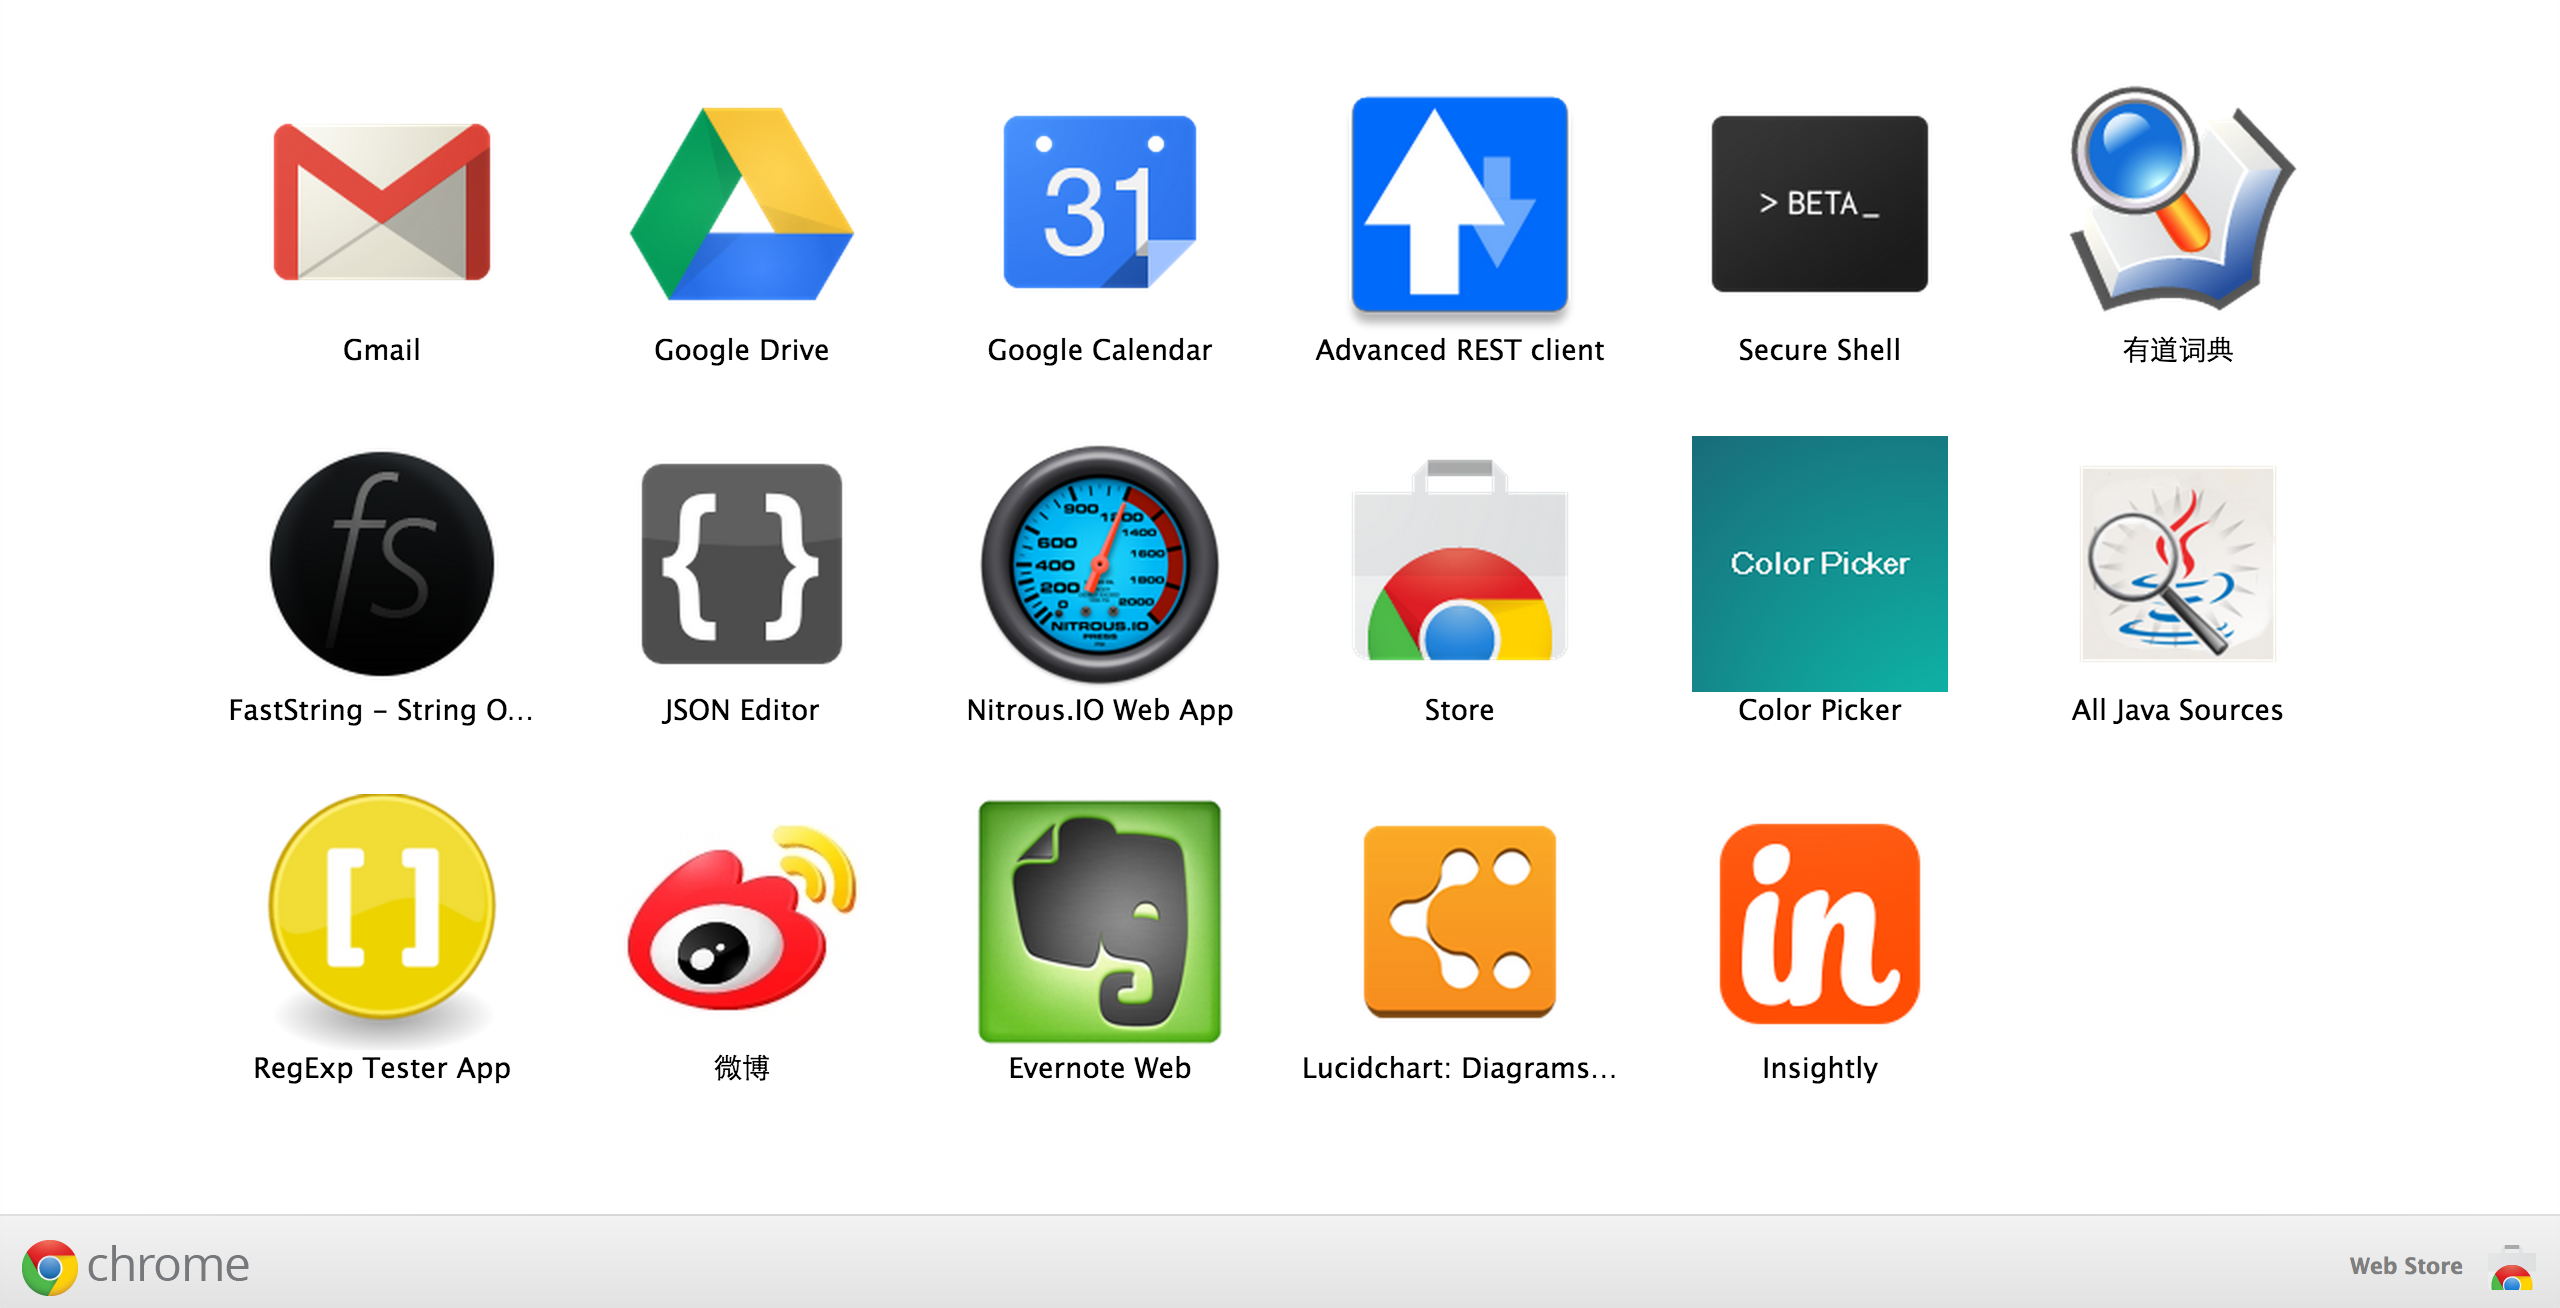 31
> BETA_
Gmail
Google Drive
Google Calendar
Advanced REST client
Secure Shell
有道词典
fs
{ }
900
600
1400
1600
400
1800
200
0
2000
NITROUS.IO
PRESS
Color Picker
FastString – String O...
JSON Editor
Nitrous.IO Web App
Store
Color Picker
All Java Sources
[ ]
in
RegExp Tester App
微博
Evernote Web
Lucidchart: Diagrams...
Insightly
chrome
Web Store